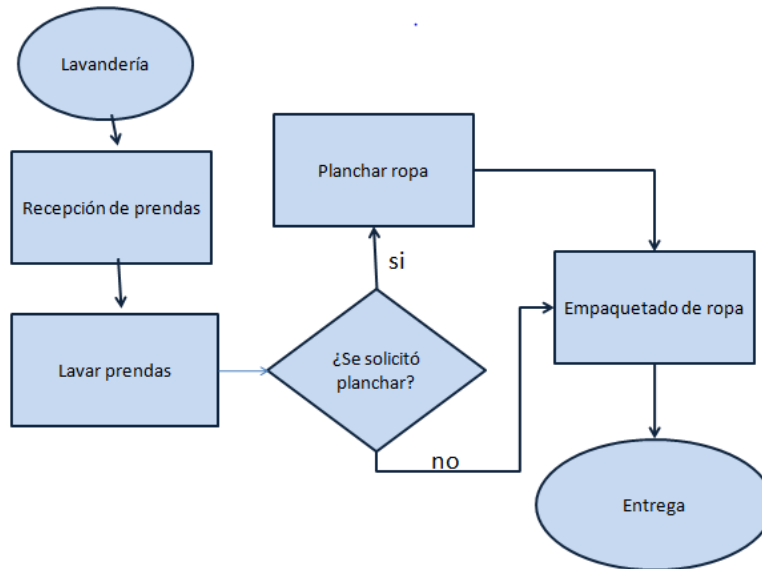 Lavandería
Recepción de prendas
Lavar prendas
¿Se solicitó
planchar?
si
Planchar ropa
no
Empaquetado de ropa
Entrega